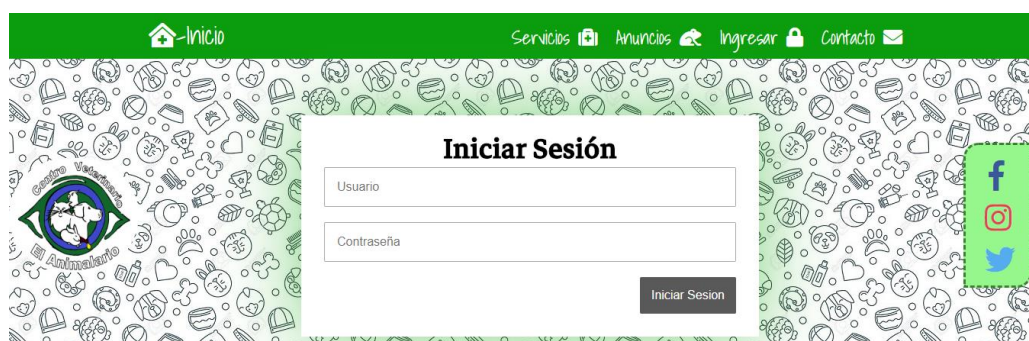 -Inicio
Servicios Anuncios Ingresar Contacto
Iniciar Sesión
Usuario
Contraseña
Iniciar Sesion
Centro Veterinario
El Animalario